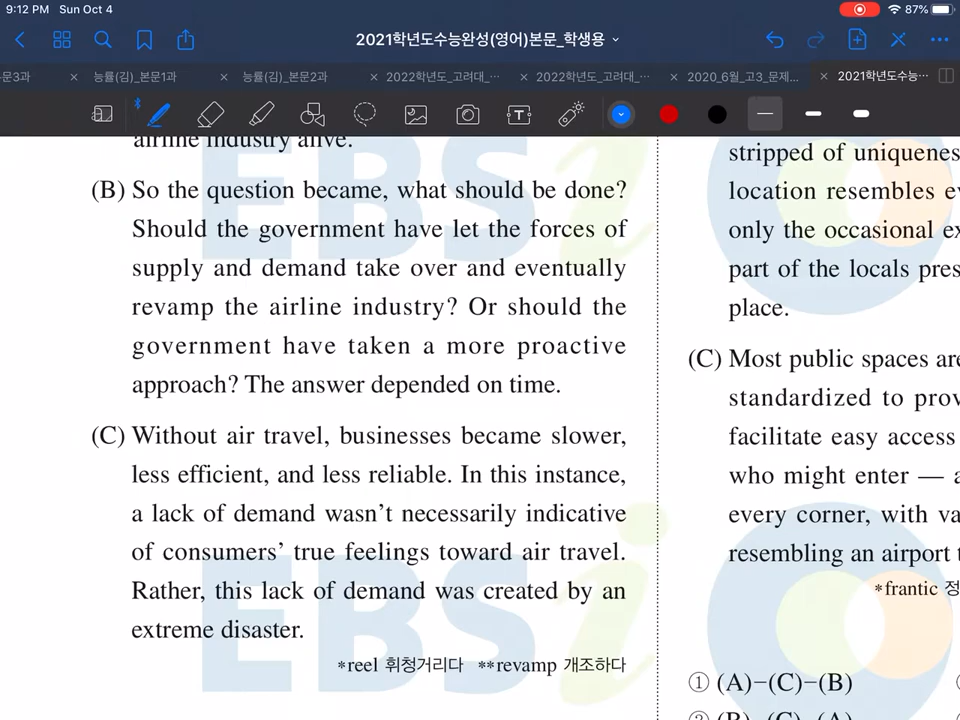 9:12 PM Sun Oct 4
87%
2021학년도수능완성(영어)본문_학생용
문3과
능률(김)_본문1과
능률(김)_본문2과
2022학년도_고려대_…
2022학년도_고려대_…
2020_6월_고3_문제…
2021학년도수능…
airline industry alive.
(B) So the question became, what should be done?
Should the government have let the forces of
supply and demand take over and eventually
revamp the airline industry? Or should the
government have taken a more proactive
approach? The answer depended on time.
(C) Without air travel, businesses became slower,
less efficient, and less reliable. In this instance,
a lack of demand wasn't necessarily indicative
of consumers' true feelings toward air travel.
Rather, this lack of demand was created by an
extreme disaster.
*reel 휘청거리다 **revamp 개조하다
stripped of uniquenes
location resembles ev
only the occasional ex
part of the locals pres
place.
(C) Most public spaces are
standardized to prov
facilitate easy access
who might enter — a
every corner, with va
resembling an airport t
*frantic 정
① (A)−(C)−(B)
② (B)−(C)−(A)
EBSi
EBSi